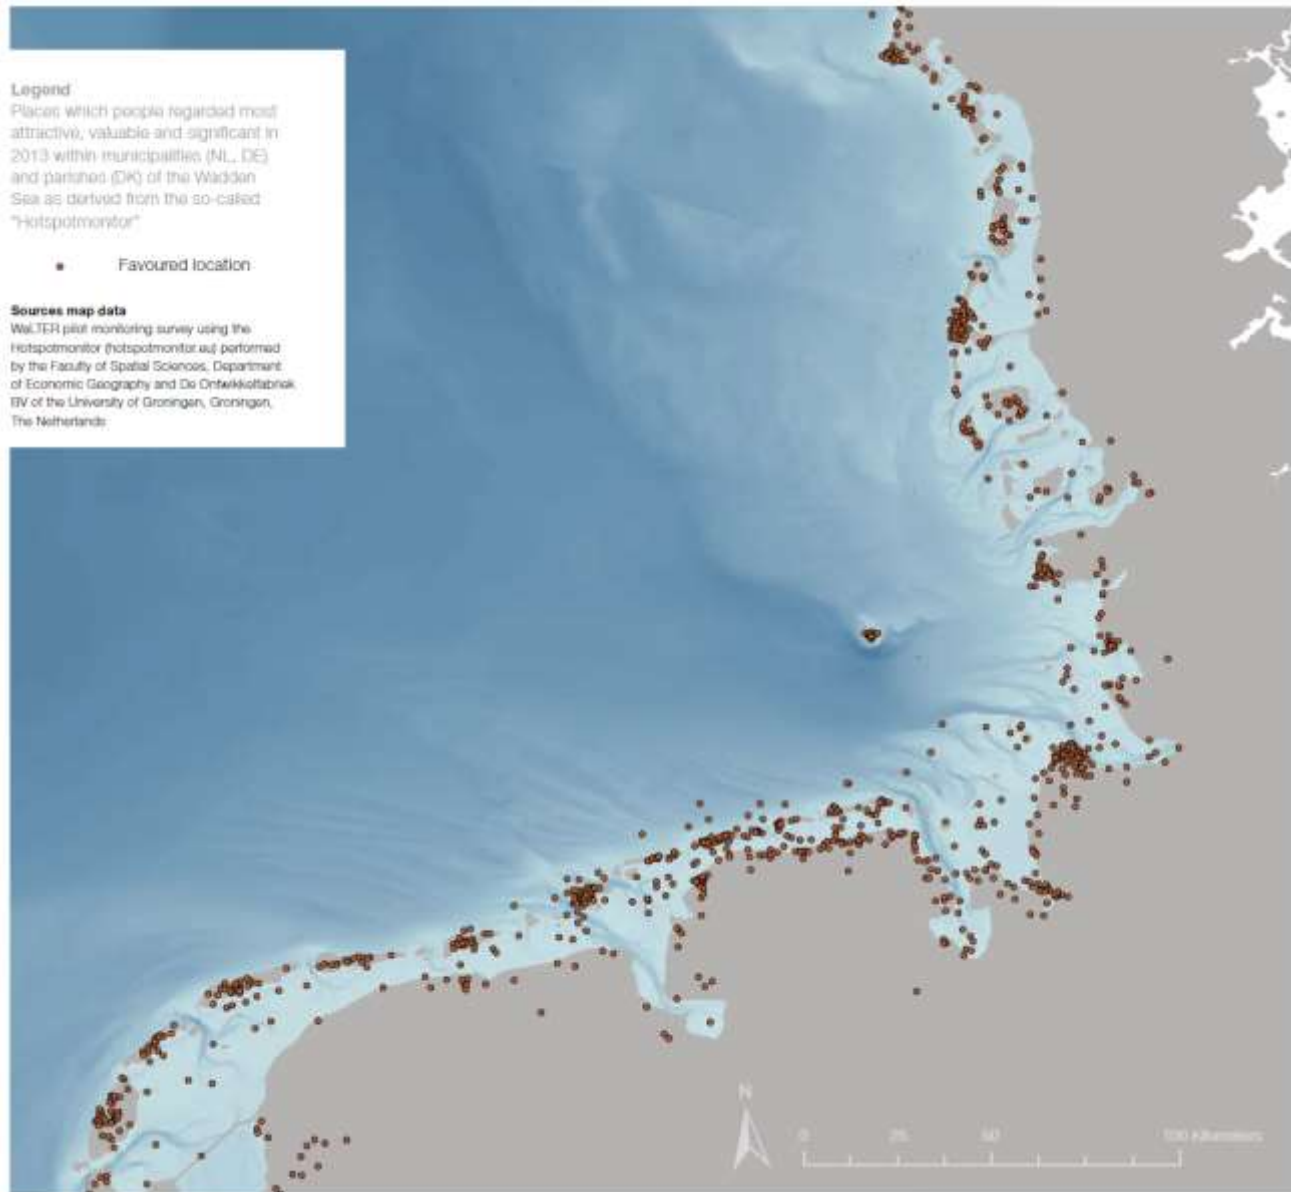 Legend
Places which people regarded most
attractive, valuable and significant in
2013 within municipalities (NL, DE)
and parishes (DK) of the Wadden
Sea as derived from the so-called
"Hotspotmonitor"
Favoured location
Sources map data
WaLTER pilot monitoring survey using the
Hotspotmonitor (hotspotmonitor.eu) performed
by the Faculty of Spatial Sciences, Department
of Economic Geography and De Ontwikkelfabriek
BV of the University of Groningen, Groningen,
The Netherlands
N
0 25 50 100 Kilometers